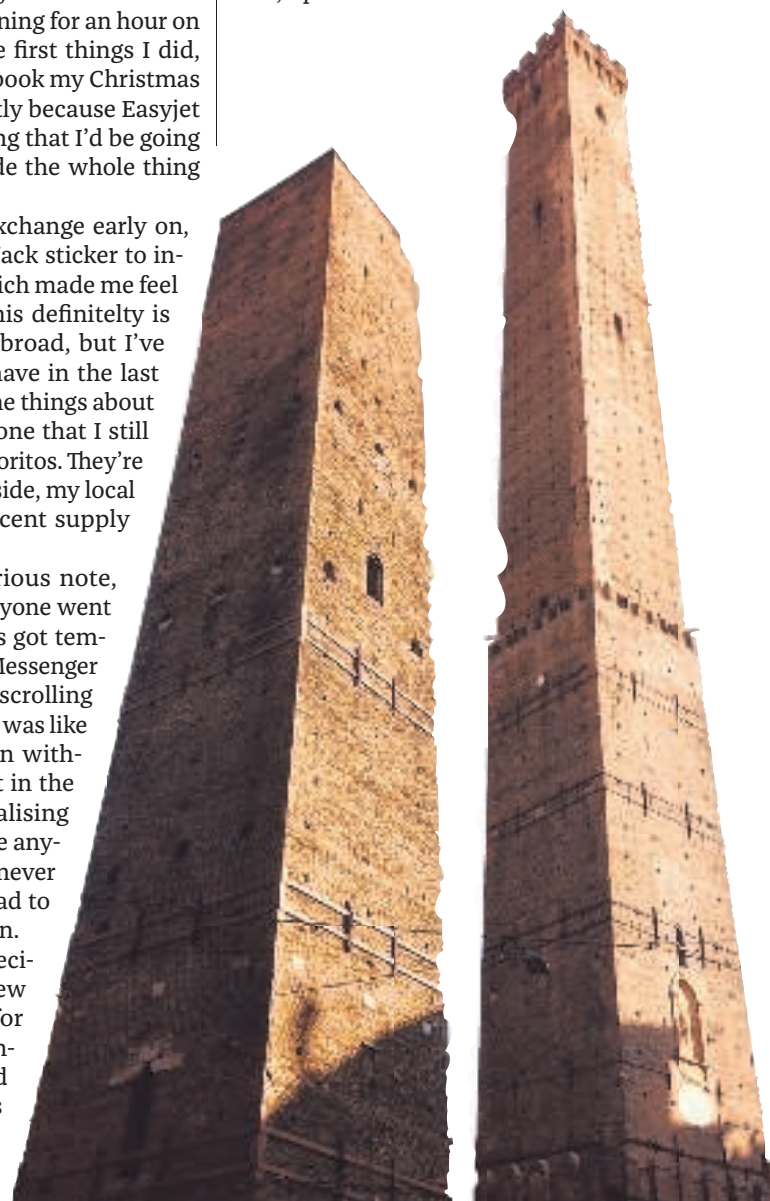 ning for an hour on
e first things I did,
book my Christmas
tly because Easyjet
ng that I'd be going
de the whole thing
xchange early on,
ack sticker to in-
ich made me feel
his definitelty is
broad, but I've
have in the last
ne things about
one that I still
oritos. They're
side, my local
cent supply
rious note,
yone went
s got tem-
Messenger
scrolling
was like
n with-
t in the
alising
e any-
never
ad to
n.
eci-
ew
for
n-
d
s